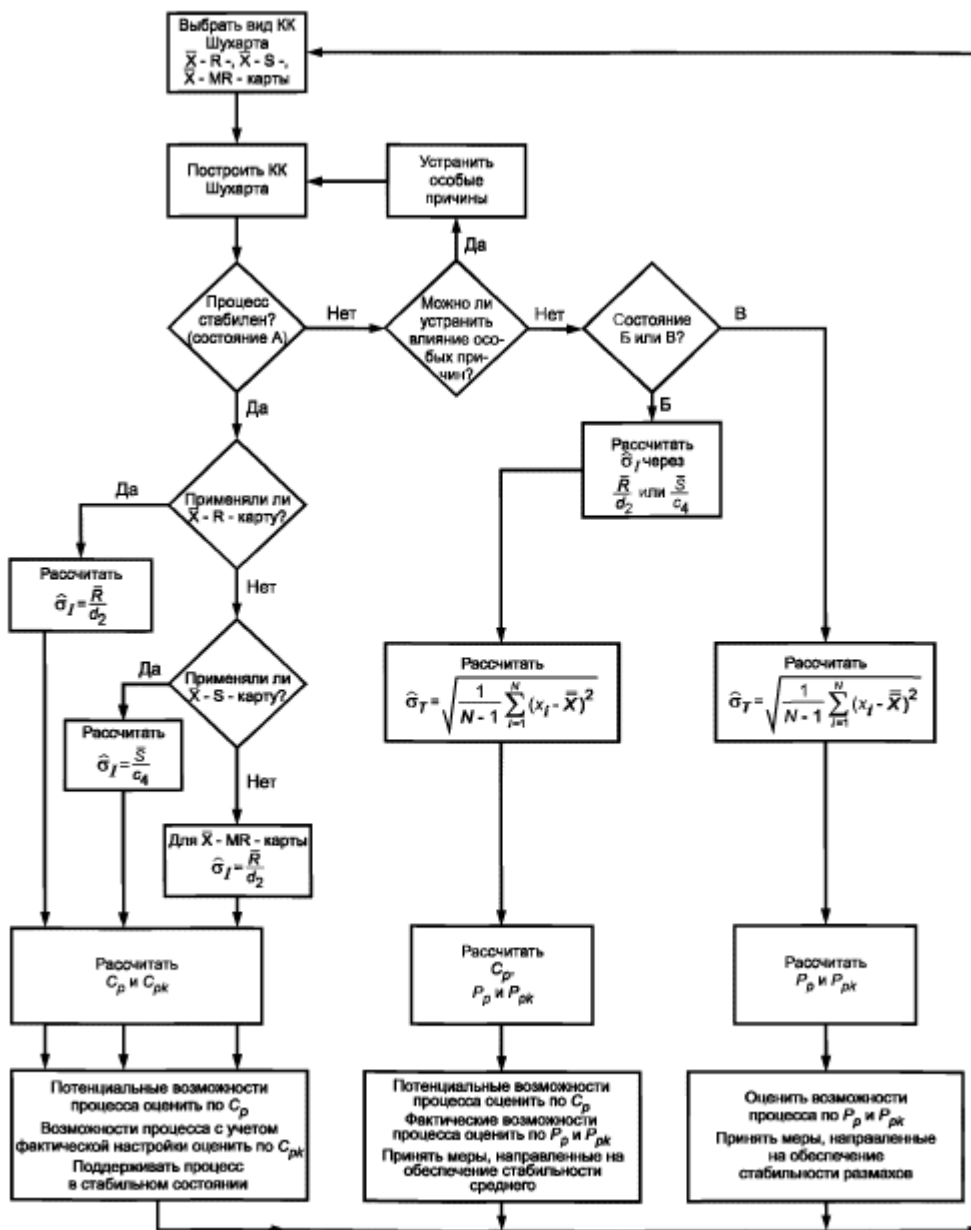 Выбрать вид КК
Шухарта
X̄ - R -, X̄ - S -,
X̄ - MR - карты
Построить КК
Шухарта
Устранить
особые
причины
Да
Процесс
стабилен?
(состояние А)
Нет
Можно ли
устранить
влияние осо-
бых при-
чин?
Нет
Состояние
Б или В?
В
Да
Б
Рассчитать
σ̂_I через
R̄/d₂ или S̄/c₄
Да
Применяли ли
X̄ - R - карту?
Рассчитать
σ̂_I = R̄/d₂
Нет
Да
Применяли ли
X̄ - S - карту?
Рассчитать
σ̂_I = S̄/c₄
Нет
Для X̄ - MR - карты
σ̂_I = R̄/d₂
Рассчитать
σ̂_T = √(1/(N - 1) ∑_{i=1}^{N} (x_i - X̿)²)
Рассчитать
σ̂_T = √(1/(N - 1) ∑_{i=1}^{N} (x_i - X̿)²)
Рассчитать
C_p и C_pk
Рассчитать
C_p,
P_p и P_pk
Рассчитать
P_p и P_pk
Потенциальные возможности
процесса оценить по C_p
Возможности процесса с учетом
фактической настройки оценить по C_pk
Поддерживать процесс
в стабильном состоянии
Потенциальные возможности
процесса оценить по C_p
Фактические возможности
процесса оценить по P_p и P_pk
Принять меры, направленные на
обеспечение стабильности
среднего
Оценить возможности
процесса по P_p и P_pk
Принять меры, направленные
на обеспечение
стабильности размахов